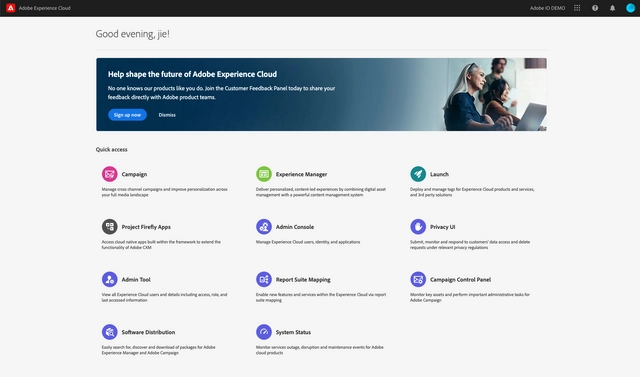 Adobe Experience Cloud
Adobe IO DEMO
Good evening, jie!
Help shape the future of Adobe Experience Cloud
No one knows our products like you do. Join the Customer Feedback Panel today to share your
feedback directly with Adobe product teams.
Sign up now
Dismiss
Quick access
Campaign
Manage cross channel campaigns and improve personalization across
your full media landscape
Experience Manager
Deliver personalized, content-led experiences by combining digital asset
management with a powerful content management system
Launch
Deploy and manage tags for Experience Cloud products and services,
and 3rd party solutions
Project Firefly Apps
Access cloud native apps built within the framework to extend the
functionality of Adobe CXM
Admin Console
Manage Experience Cloud users, identity, and applications
Privacy UI
Submit, monitor and respond to customers' data access and delete
requests under relevant privacy regulations
Admin Tool
View all Experience Cloud users and details including access, role, and
last accessed information
Report Suite Mapping
Enable new features and services within the Experience Cloud via report
suite mapping
Campaign Control Panel
Monitor key assets and perform important administrative tasks for
Adobe Campaign
Software Distribution
Easily search for, discover and download of packages for Adobe
Experience Manager and Adobe Campaign
System Status
Monitor services outage, disruption and maintenance events for Adobe
cloud products